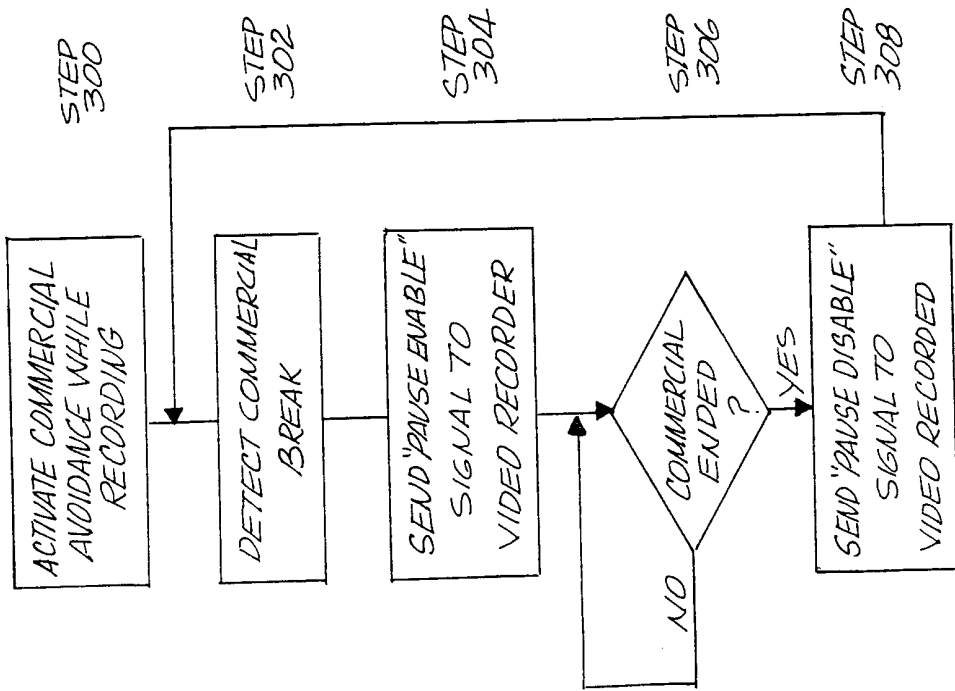 ACTIVATE COMMERCIAL
AVOIDANCE WHILE
RECORDING
STEP
300
DETECT COMMERCIAL
BREAK
STEP
302
SEND "PAUSE ENABLE"
SIGNAL TO
VIDEO RECORDER
STEP
304
COMMERCIAL
ENDED
?
NO
YES
STEP
306
SEND "PAUSE DISABLE"
SIGNAL TO
VIDEO RECORDED
STEP
308